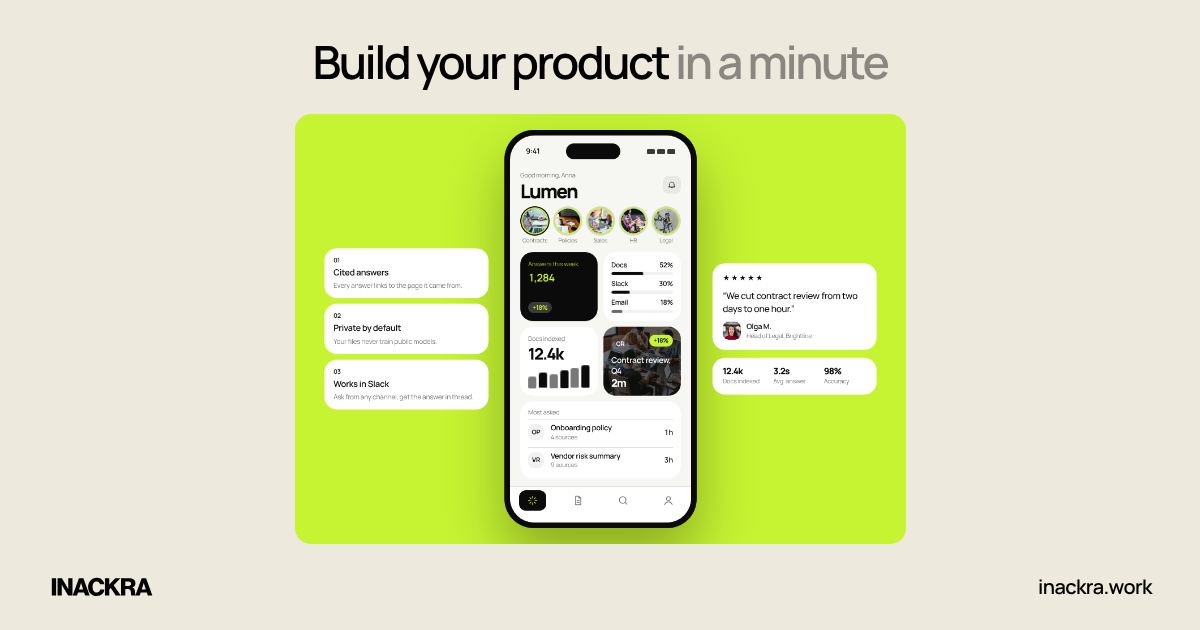 Build your product in a minute
01
Cited answers
Every answer links to the page it came from.
02
Private by default
Your files never train public models.
03
Works in Slack
Ask from any channel, get the answer in thread.
9:41
Good morning, Anna
Lumen
Contracts Policies Sales HR Legal
Answers this week
1,284
+18%
Docs 52%
Slack 30%
Email 18%
Docs indexed
12.4k
CR +18%
Contract review,
Q4
2m
Most asked
OP Onboarding policy 1h
4 sources
VR Vendor risk summary 3h
9 sources
★★★★★
“We cut contract review from two
days to one hour.”
Olga M.
Head of Legal, Brightline
12.4k 3.2s 98%
Docs indexed Avg. answer Accuracy
INACKRA
inackra.work